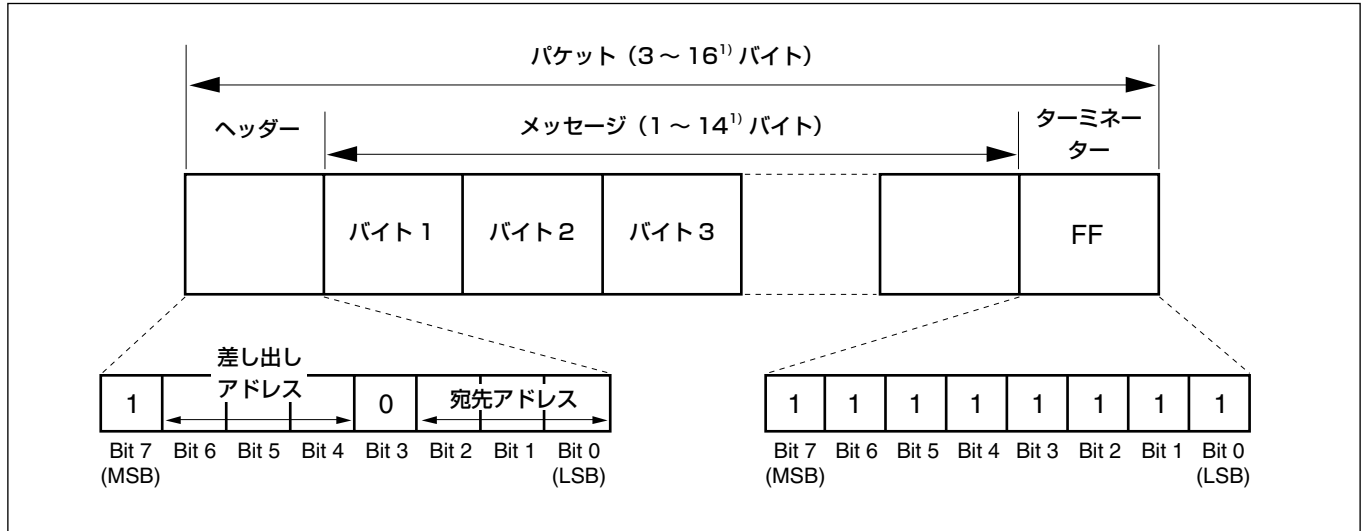 パケット（3 ～ 16¹⁾ バイト）
ヘッダー
メッセージ（1 ～ 14¹⁾ バイト）
ターミネー
ター
バイト 1
バイト 2
バイト 3
FF
差し出し
アドレス
1
0
宛先アドレス
Bit 7 Bit 6 Bit 5 Bit 4 Bit 3 Bit 2 Bit 1 Bit 0
(MSB) (LSB)
1 1 1 1 1 1 1 1
Bit 7 Bit 6 Bit 5 Bit 4 Bit 3 Bit 2 Bit 1 Bit 0
(MSB) (LSB)